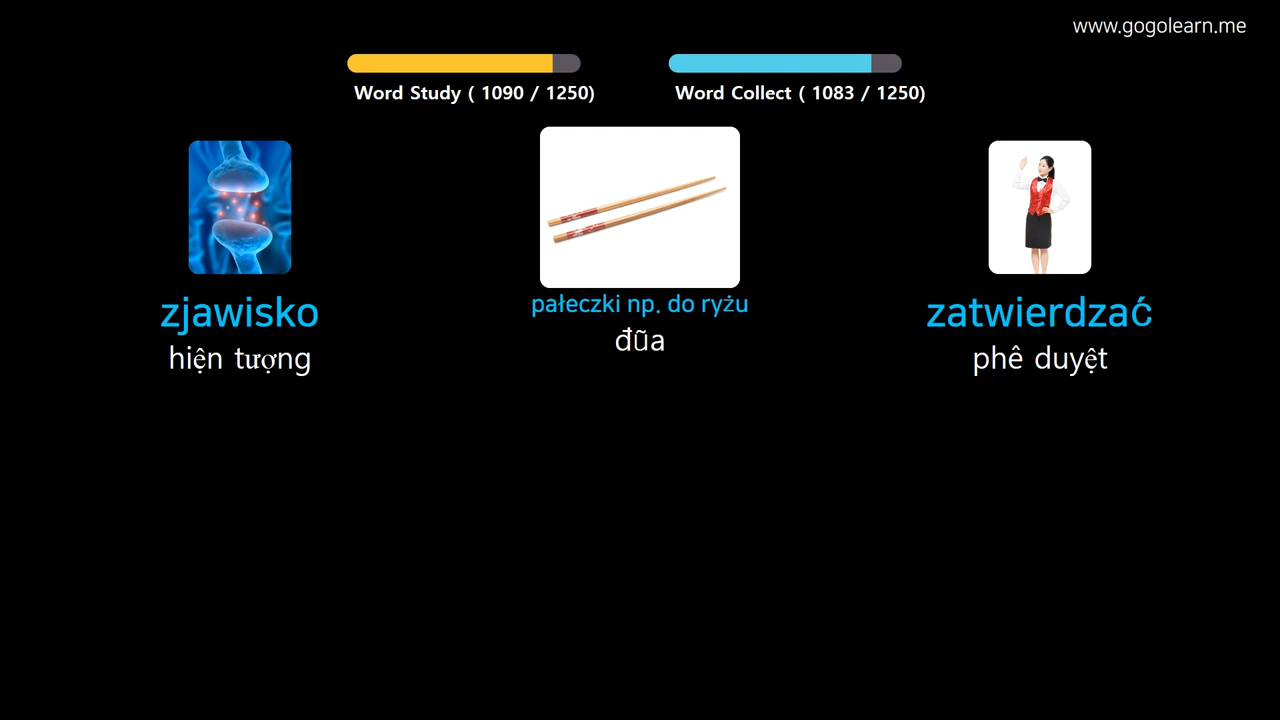 www.gogolearn.me
Word Study ( 1090 / 1250)
Word Collect ( 1083 / 1250)
zjawisko
hiện tượng
pałeczki np. do ryżu
đũa
zatwierdzać
phê duyệt